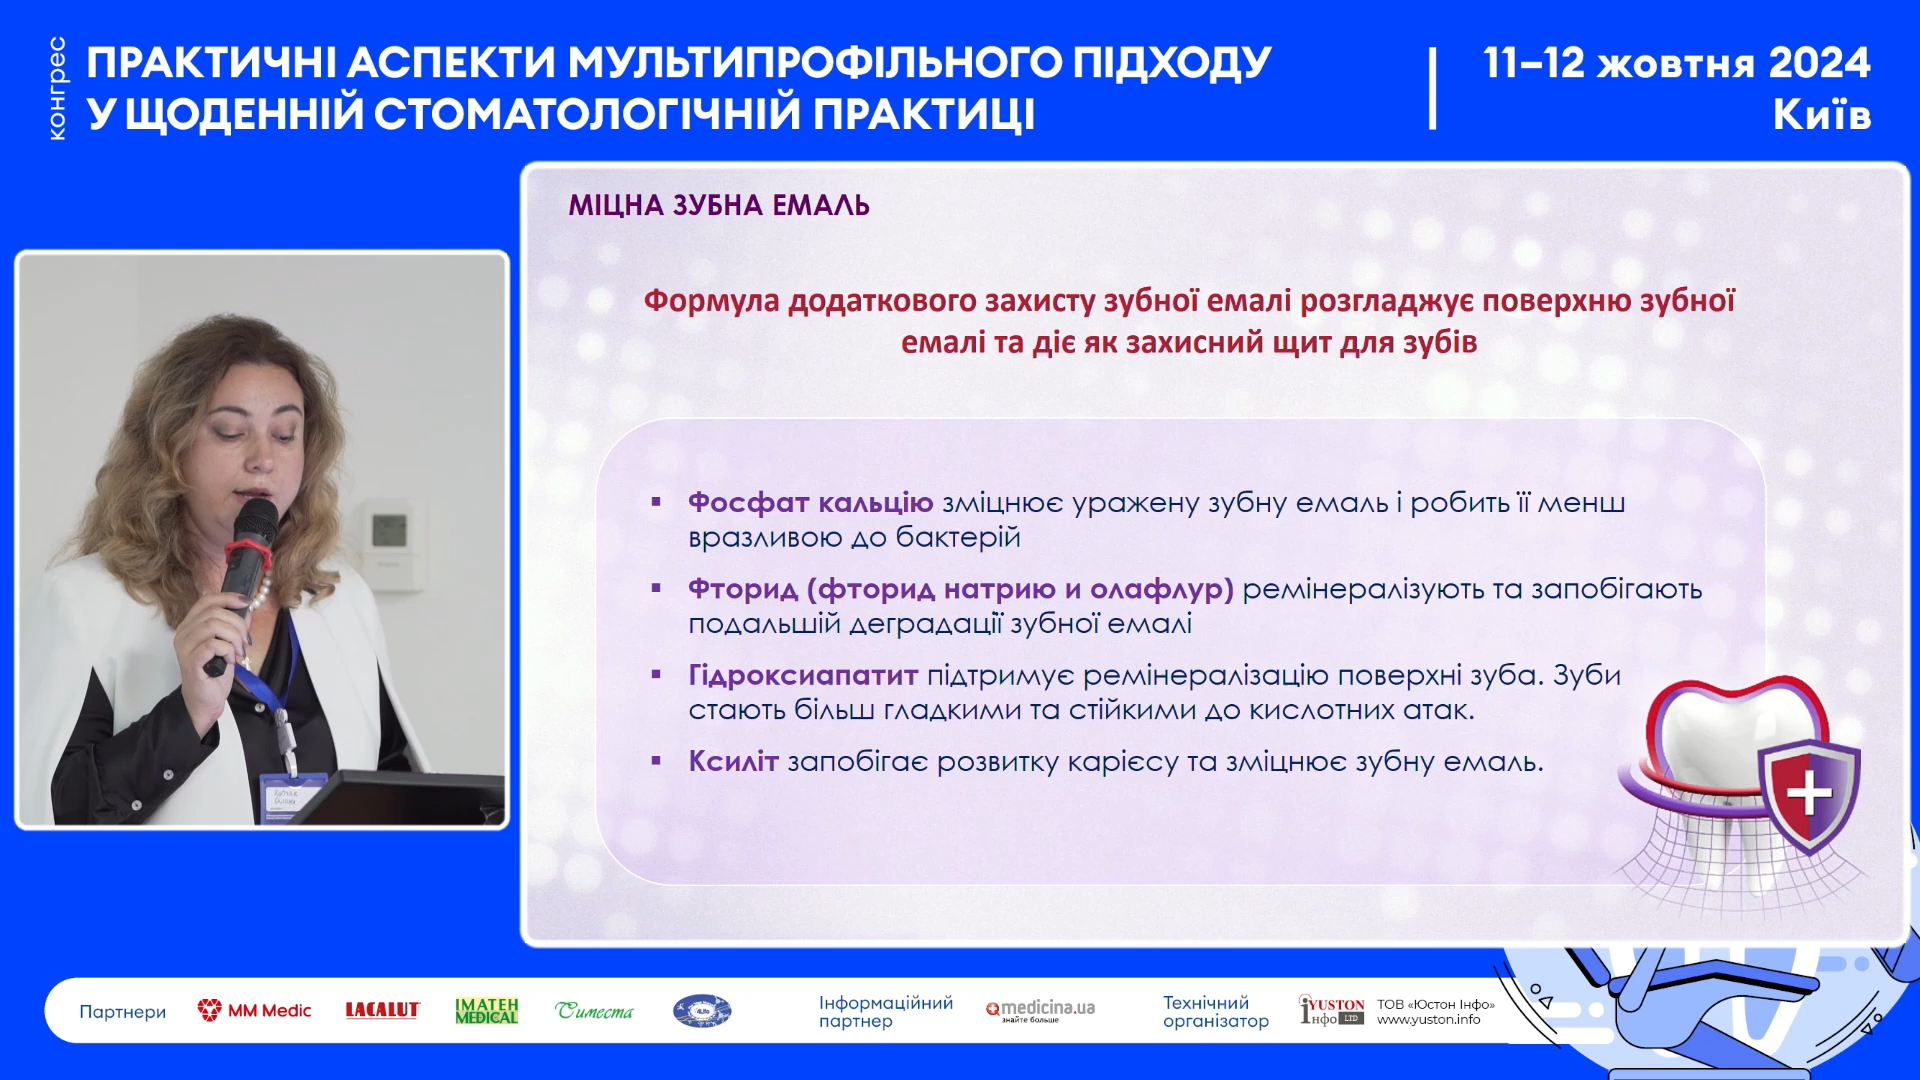 конгрес
ПРАКТИЧНІ АСПЕКТИ МУЛЬТИПРОФІЛЬНОГО ПІДХОДУ
У ЩОДЕННІЙ СТОМАТОЛОГІЧНІЙ ПРАКТИЦІ
11–12 жовтня 2024
Київ
МІЦНА ЗУБНА ЕМАЛЬ
Формула додаткового захисту зубної емалі розгладжує поверхню зубної
емалі та діє як захисний щит для зубів
▪ Фосфат кальцію зміцнює уражену зубну емаль і робить її менш
вразливою до бактерій
▪ Фторид (фторид натрию и олафлур) ремінералізують та запобігають
подальшій деградації зубної емалі
▪ Гідроксиапатит підтримує ремінералізацію поверхні зуба. Зуби
стають більш гладкими та стійкими до кислотних атак.
▪ Ксиліт запобігає розвитку карієсу та зміцнює зубну емаль.
Партнери
MM Medic
LACALUT
IMATEH
MEDICAL
Симеста
Інформаційний
партнер
medicina.ua
знайте больше
Технічний
організатор
YUSTON
Інфо LTD
ТОВ «Юстон Інфо»
www.yuston.info